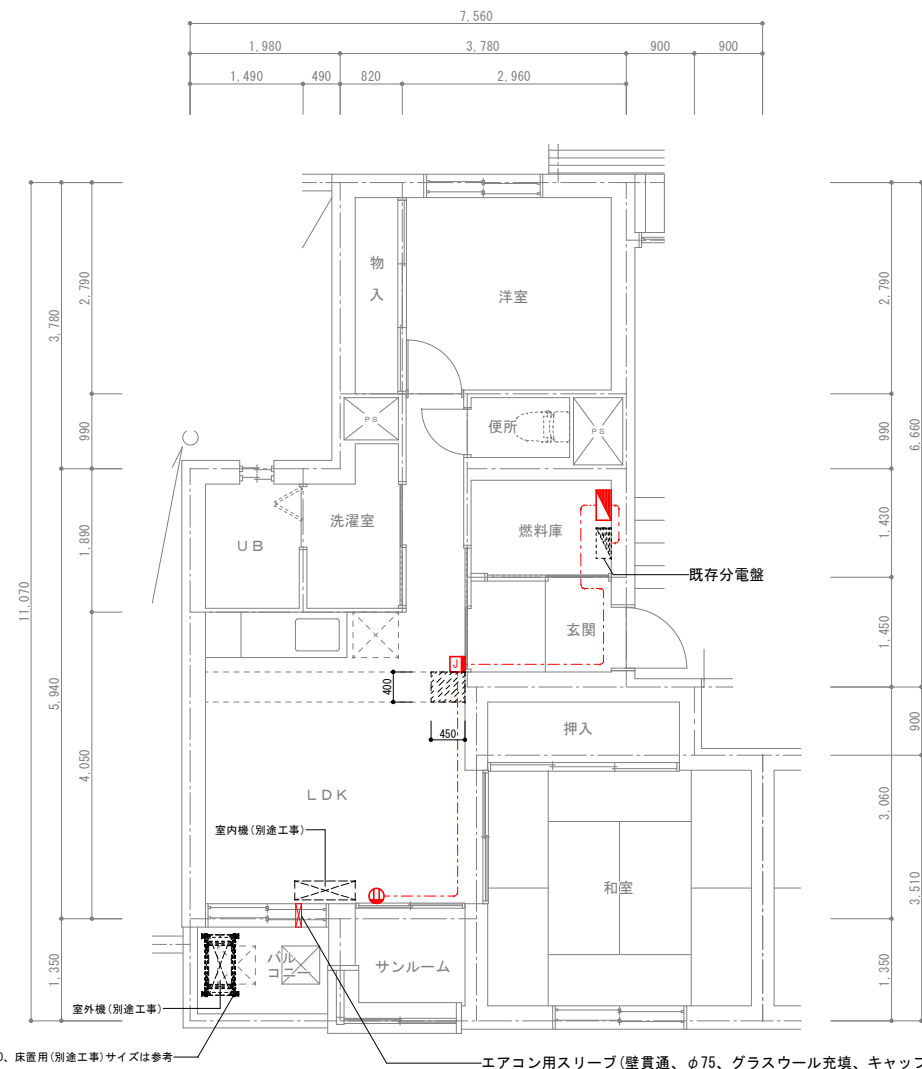 7,560
1,980
3,780
900
900
1,490
490
820
2,960
11,070
3,780
5,940
2,790
990
1,890
4,050
1,350
2,790
990
1,430
1,450
900
3,060
1,350
6,660
3,510
物入
洋室
PS
便所
PS
洗濯室
UB
燃料庫
既存分電盤
玄関
J
400
450
押入
LDK
室内機(別途工事)
和室
バル
コニー
サンルーム
室外機(別途工事)
0、床置用(別途工事)サイズは参考
エアコン用スリーブ(壁貫通、φ75、グラスウール充填、キャップ